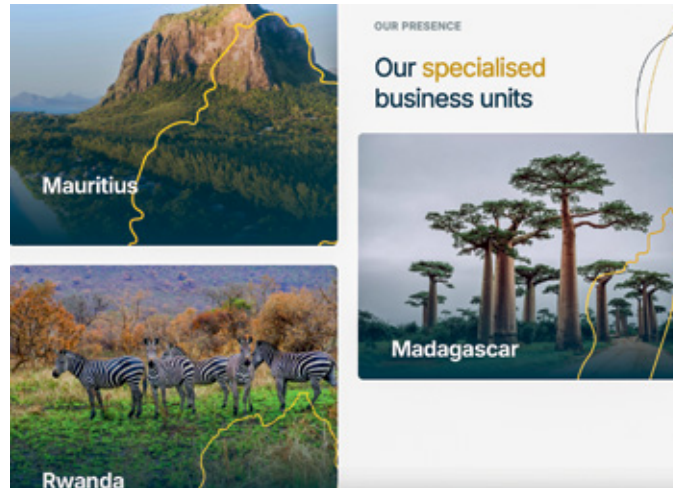 OUR PRESENCE
Our specialised
business units
Mauritius
Madagascar
Rwanda